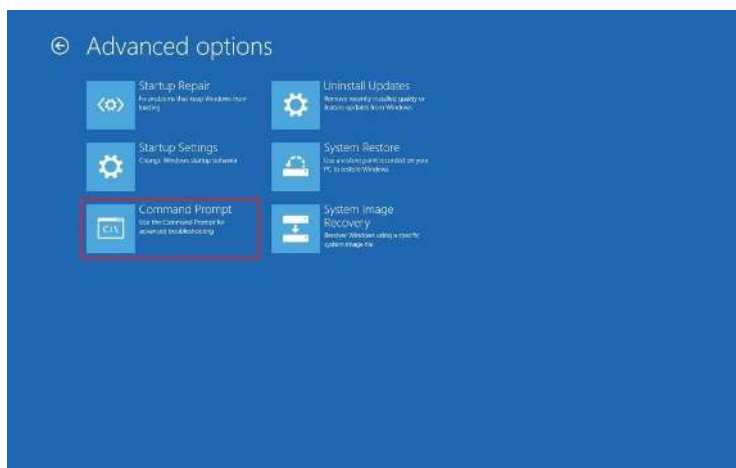 Advanced options
Startup Repair
Fix problems that keep Windows from
loading
Uninstall Updates
Remove recently installed quality or
feature updates from Windows
Startup Settings
Change Windows startup behavior
System Restore
Use a restore point recorded on your
PC to restore Windows
Command Prompt
Use the Command Prompt for
advanced troubleshooting
C:\
System Image
Recovery
Recover Windows using a specific
system image file